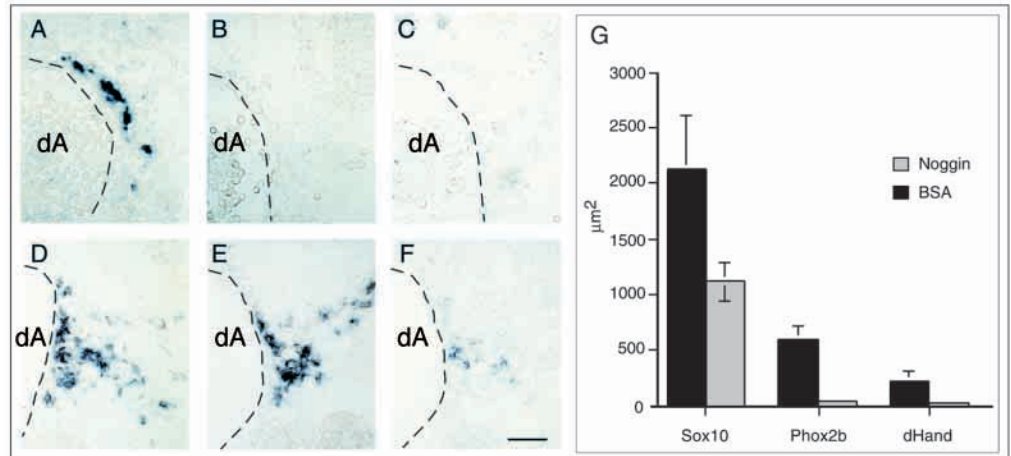 A
B
C
dA
dA
dA
D
E
F
dA
dA
dA
G
3000
2500
2000
1500
1000
500
0
μm2
Noggin
BSA
Sox10
Phox2b
dHand